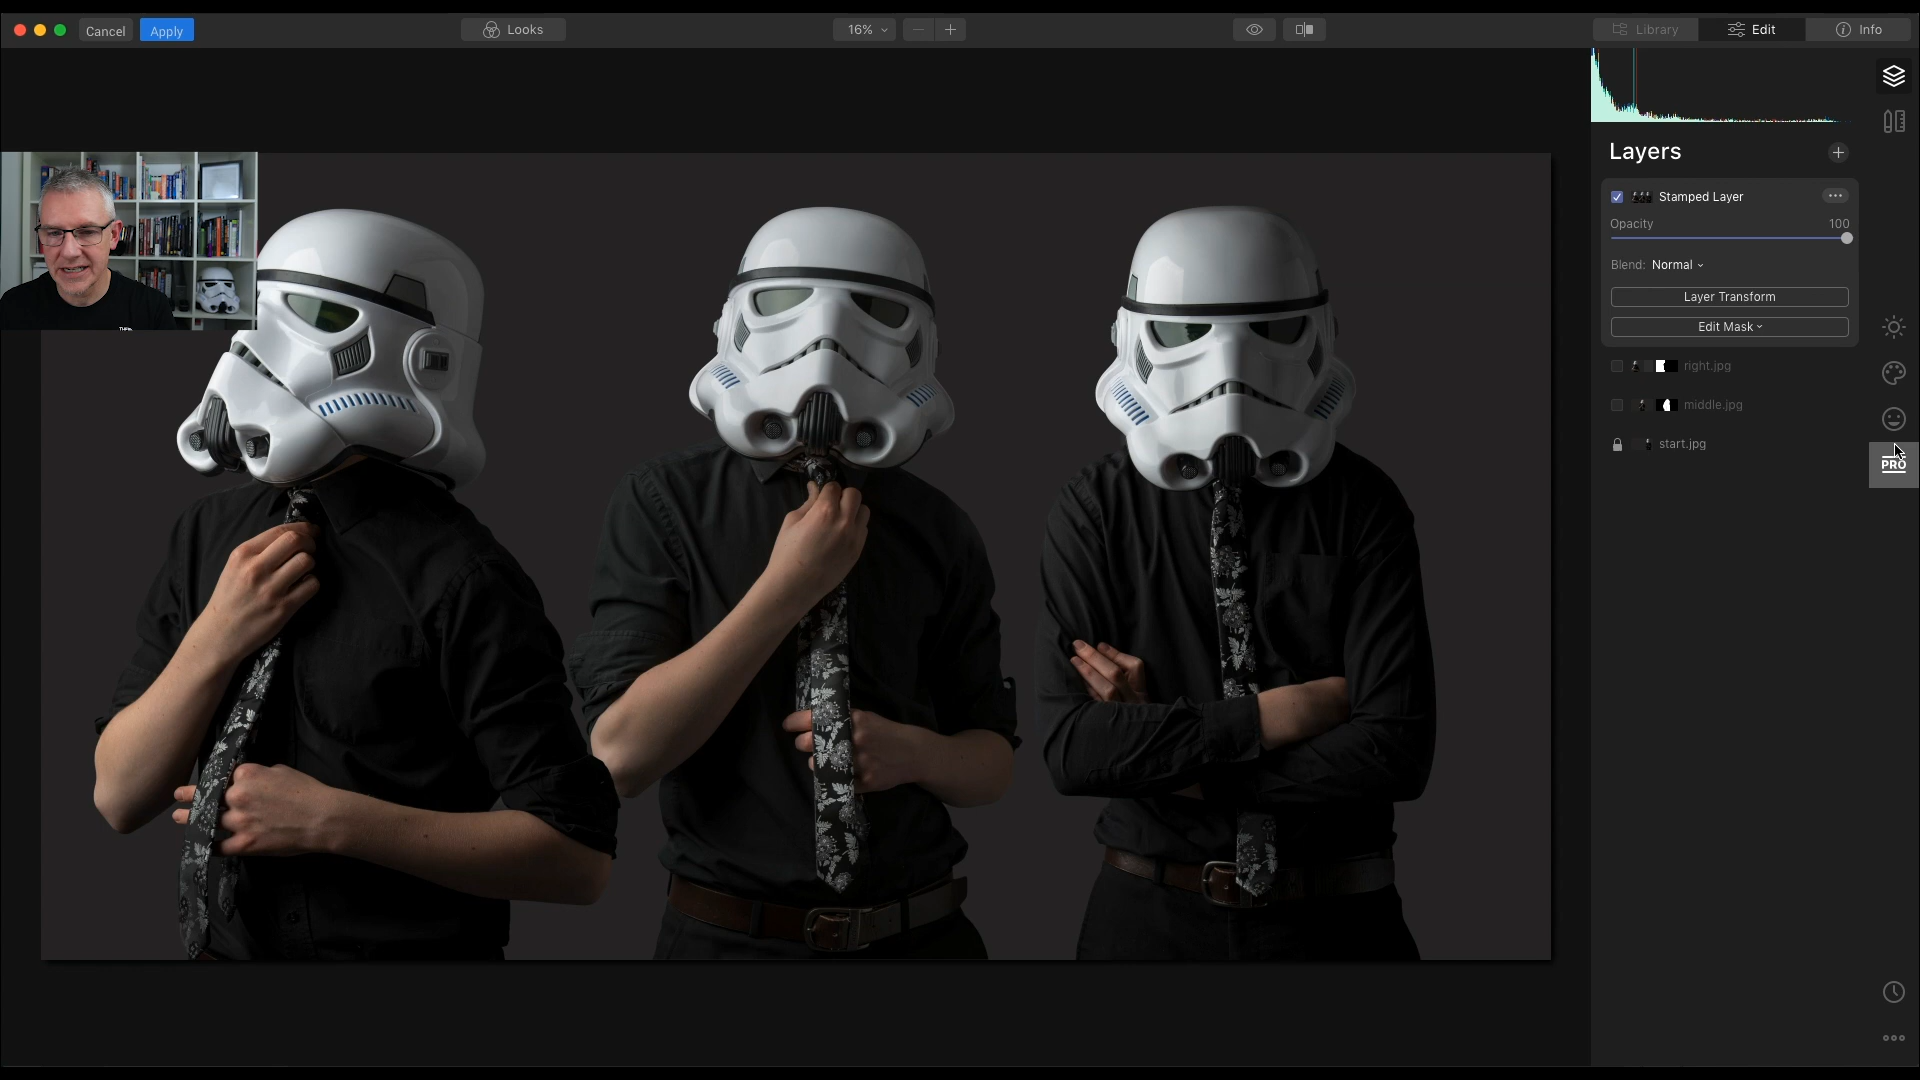 Cancel
Apply
Looks
16%
Library
Edit
Info
Layers
Stamped Layer
Opacity
100
Blend: Normal
Layer Transform
Edit Mask
right.jpg
middle.jpg
start.jpg
PRO